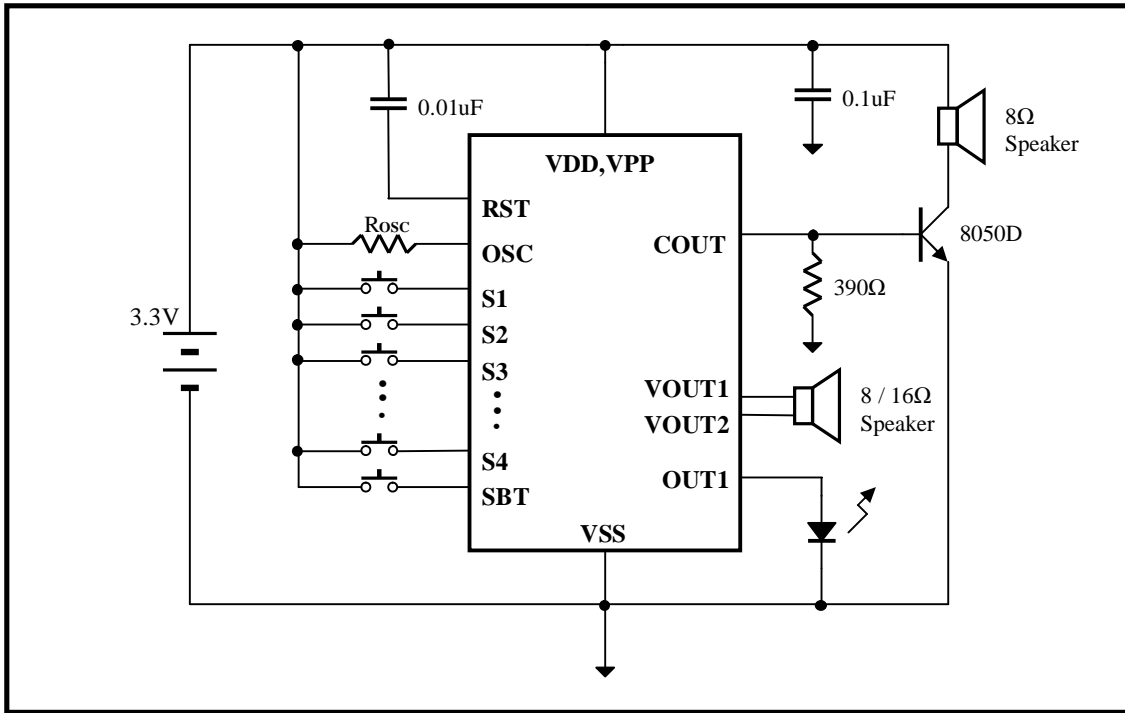 0.01uF
0.1uF
8Ω
Speaker
VDD,VPP
RST
Rosc
OSC
COUT
8050D
S1
390Ω
3.3V
S2
S3
VOUT1
8 / 16Ω
VOUT2
Speaker
S4
OUT1
SBT
VSS